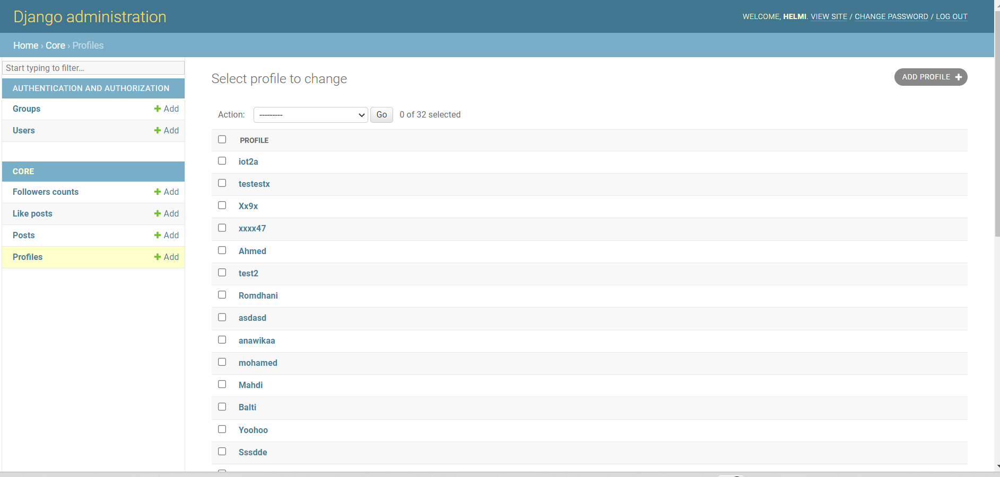 Django administration
WELCOME, HELMI. VIEW SITE / CHANGE PASSWORD / LOG OUT
Home › Core › Profiles
Start typing to filter...
AUTHENTICATION AND AUTHORIZATION
Groups + Add
Users + Add
CORE
Followers counts + Add
Like posts + Add
Posts + Add
Profiles + Add
Select profile to change
ADD PROFILE +
Action: --------- Go 0 of 32 selected
PROFILE
iot2a
testestx
Xx9x
xxxx47
Ahmed
test2
Romdhani
asdasd
anawikaa
mohamed
Mahdi
Balti
Yoohoo
Sssdde